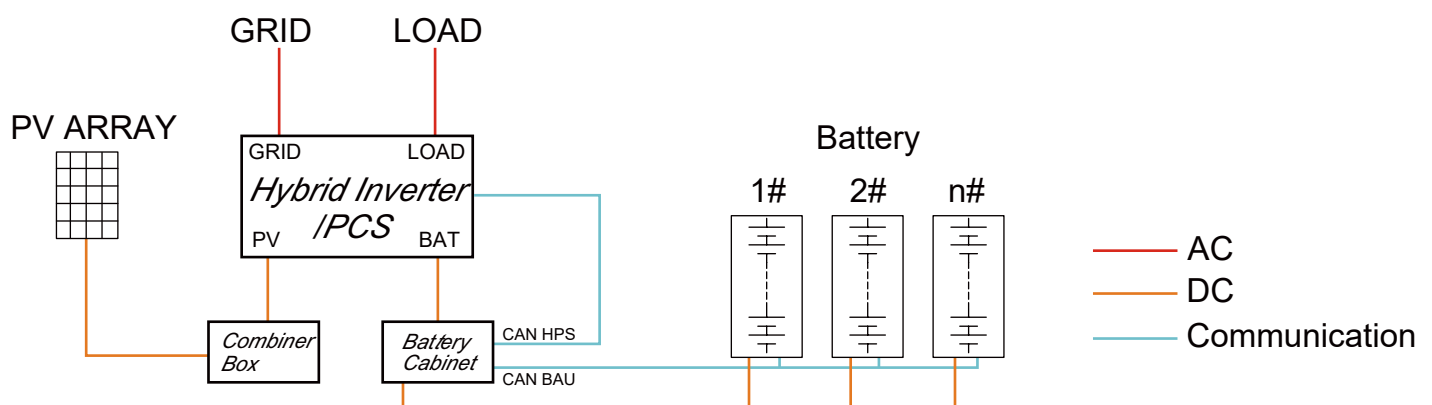 GRID
LOAD
PV ARRAY
GRID
LOAD
Hybrid Inverter
/PCS
PV
BAT
Combiner
Box
Battery
Cabinet
CAN HPS
CAN BAU
Battery
1#
2#
n#
AC
DC
Communication